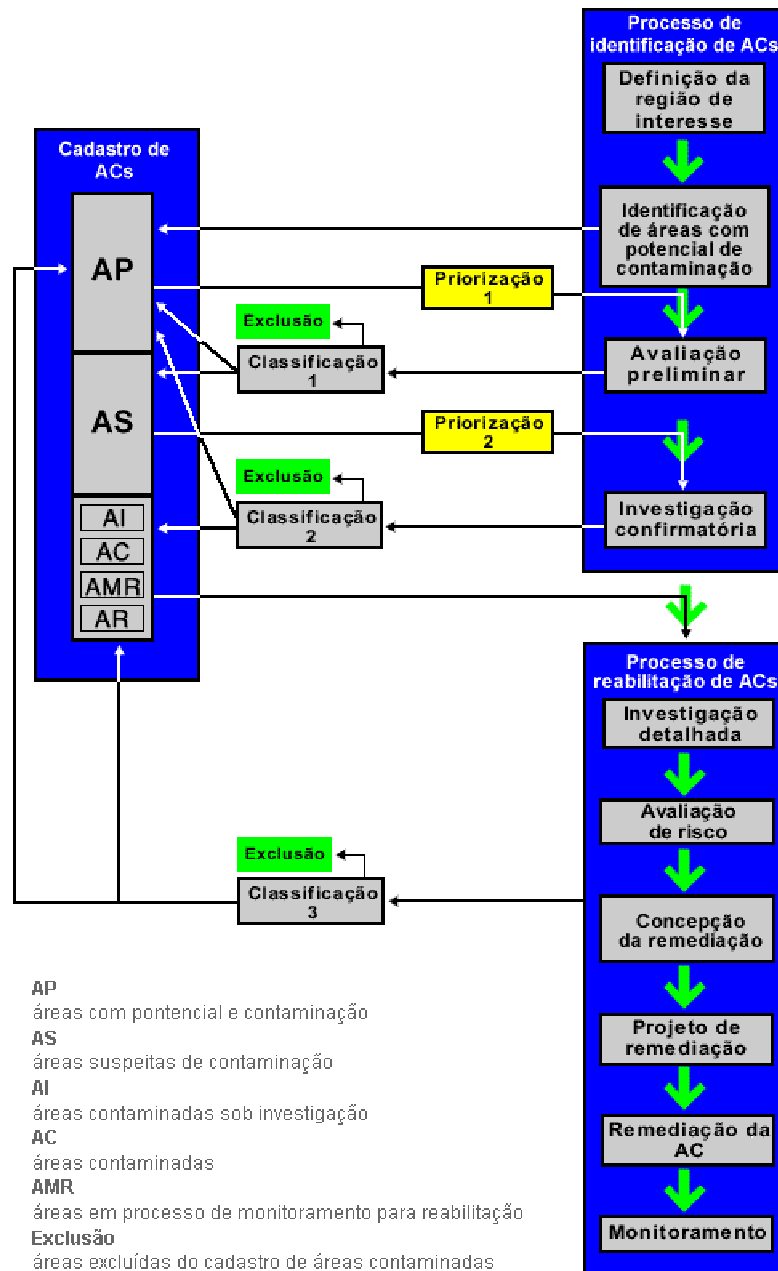 Processo de
identificação de ACs
Definição da
região de
interesse
Identificação
de áreas com
potencial de
contaminação
Avaliação
preliminar
Investigação
confirmatória
Cadastro de
ACs
AP
AS
AI
AC
AMR
AR
Priorização
1
Exclusão
Classificação
1
Priorização
2
Exclusão
Classificação
2
Processo de
reabilitação de ACs
Investigação
detalhada
Avaliação
de risco
Concepção
da remediação
Projeto de
remediação
Remediação da
AC
Monitoramento
Exclusão
Classificação
3
AP
áreas com pontencial e contaminação
AS
áreas suspeitas de contaminação
AI
áreas contaminadas sob investigação
AC
áreas contaminadas
AMR
áreas em processo de monitoramento para reabilitação
Exclusão
áreas excluídas do cadastro de áreas contaminadas